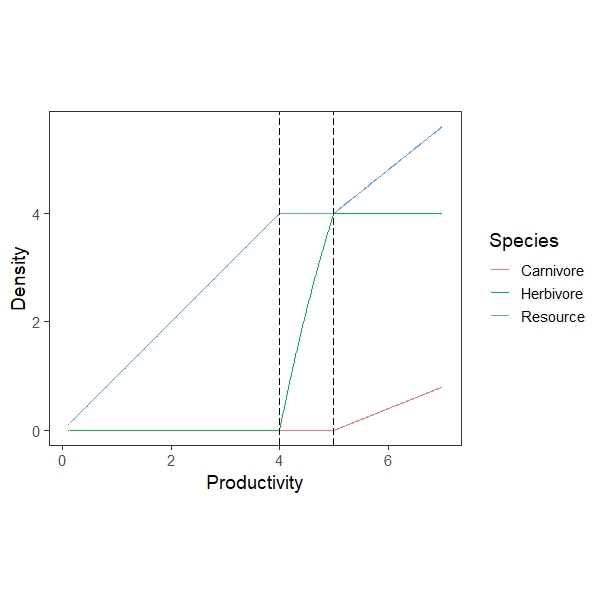 Density
4
2
0
0
2
4
6
Productivity
Species
Carnivore
Herbivore
Resource